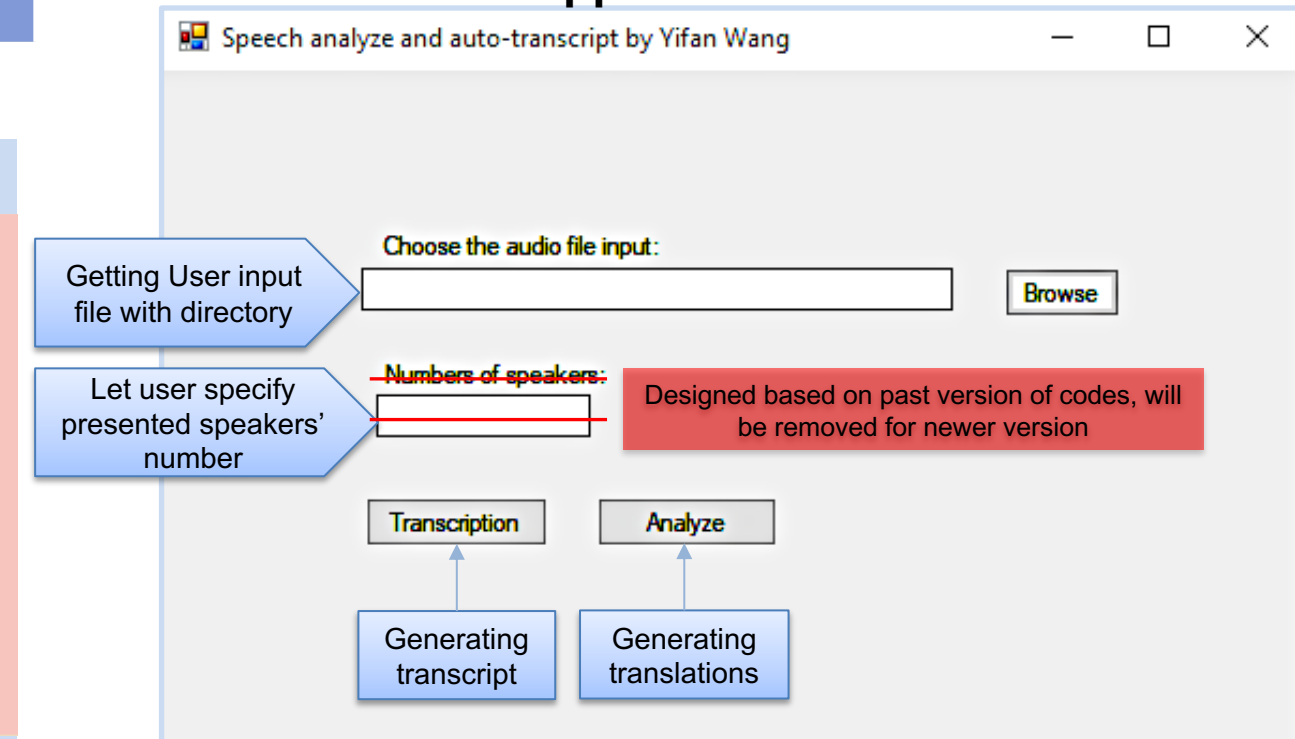 Speech analyze and auto-transcript by Yifan Wang
Choose the audio file input:
Getting User input
file with directory
Browse
Numbers of speakers:
Let user specify
presented speakers’
number
Designed based on past version of codes, will
be removed for newer version
Transcription
Analyze
Generating
transcript
Generating
translations